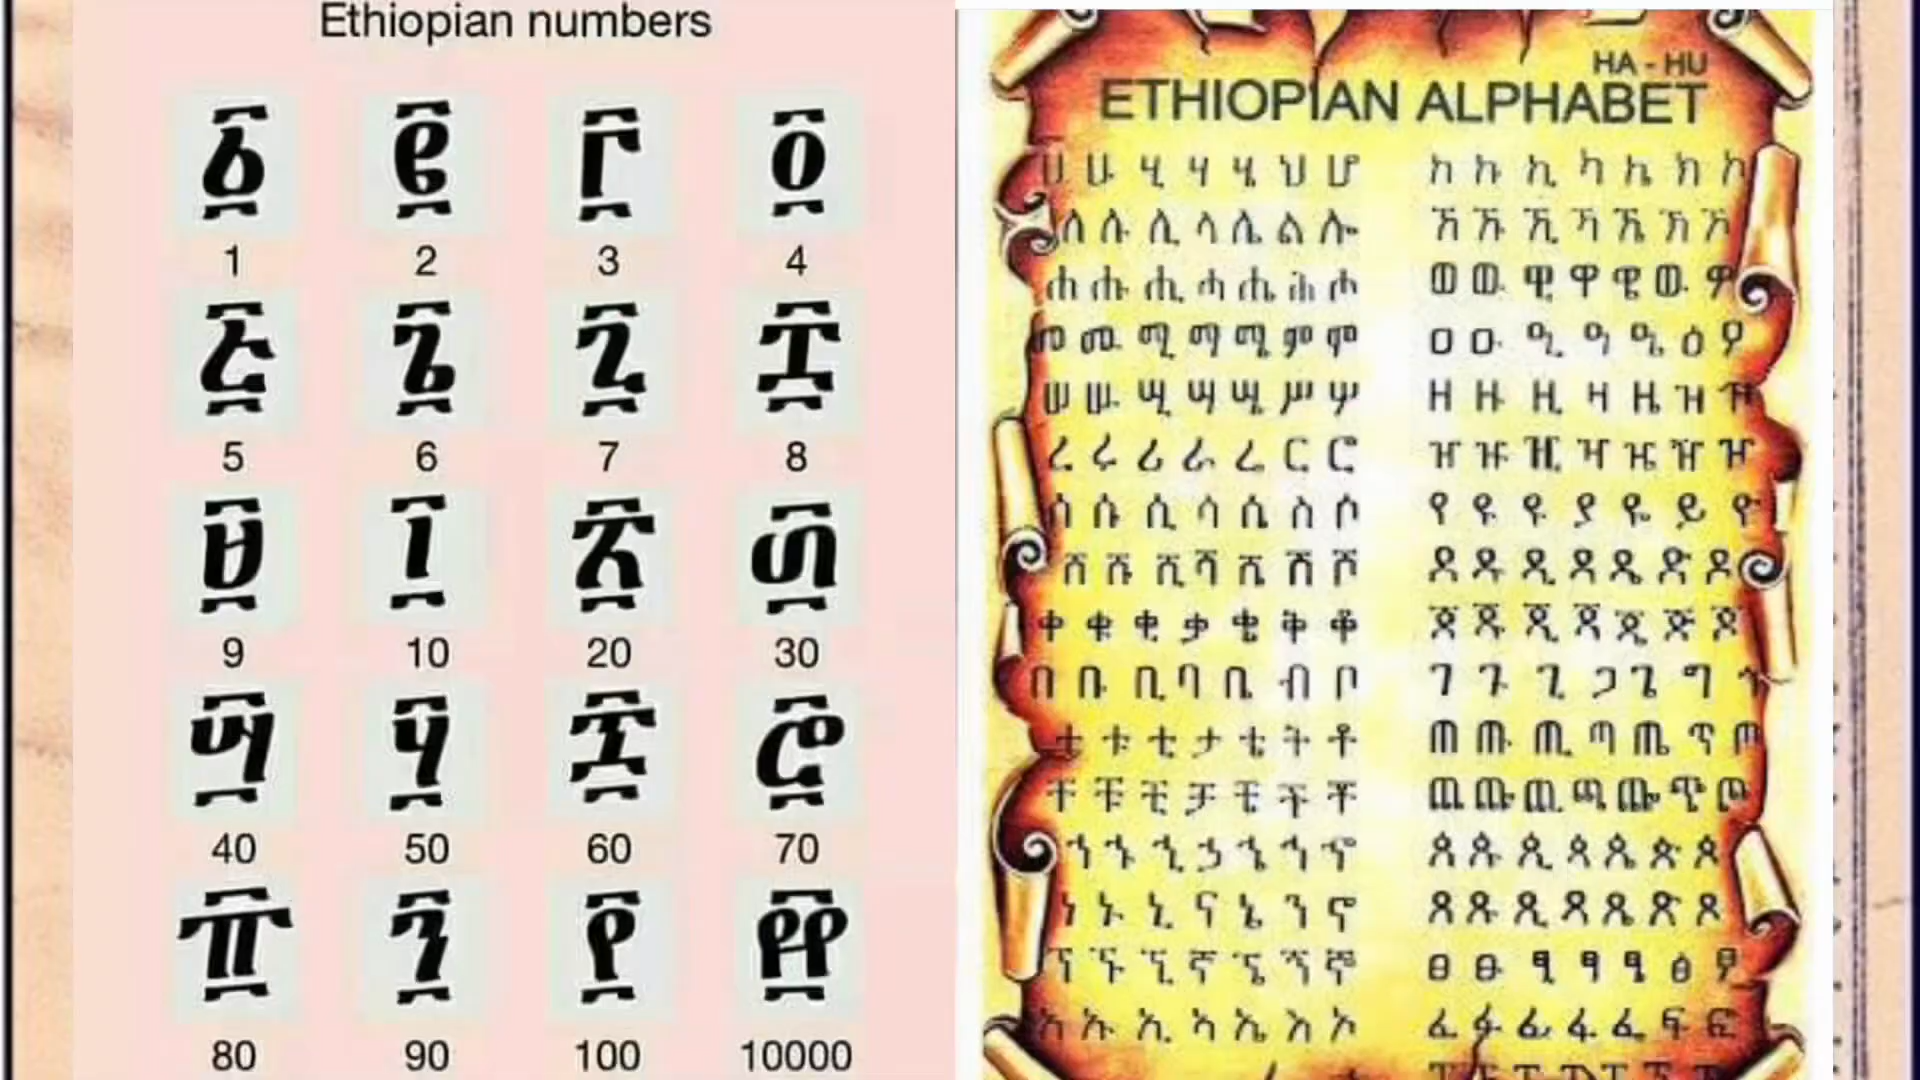 Ethiopian numbers
፩ ፪ ፫ ፬
1 2 3 4
፭ ፮ ፯ ፰
5 6 7 8
፱ ፲ ፳ ፴
9 10 20 30
፵ ፶ ፷ ፸
40 50 60 70
፹ ፺ ፻ ፼
80 90 100 10000
HA - HU
ETHIOPIAN ALPHABET
ሀ ሁ ሂ ሃ ሄ ህ ሆ
ለ ሉ ሊ ላ ሌ ል ሎ
ሐ ሑ ሒ ሓ ሔ ሕ ሖ
መ ሙ ሚ ማ ሜ ም ሞ
ሠ ሡ ሢ ሣ ሤ ሥ ሦ
ረ ሩ ሪ ራ ሬ ር ሮ
ሰ ሱ ሲ ሳ ሴ ስ ሶ
ሸ ሹ ሺ ሻ ሼ ሽ ሾ
ቀ ቁ ቂ ቃ ቄ ቅ ቆ
በ ቡ ቢ ባ ቤ ብ ቦ
ቱ ቲ ታ ቴ ት ቶ
ቸ ቹ ቺ ቻ ቼ ች ቾ
ኀ ኁ ኂ ኃ ኄ ኅ ኆ
ነ ኑ ኒ ና ኔ ን ኖ
ኘ ኙ ኚ ኛ ኜ ኝ ኞ
አ ኡ ኢ ኣ ኤ እ ኦ
ከ ኩ ኪ ካ ኬ ክ ኮ
ኸ ኹ ኺ ኻ ኼ ኽ ኾ
ወ ዉ ዊ ዋ ዌ ው ዎ
ዐ ዑ ዒ ዓ ዔ ዕ ዖ
ዘ ዙ ዚ ዛ ዜ ዝ ዞ
ዠ ዡ ዢ ዣ ዤ ዥ ዦ
የ ዩ ዩ ያ ዬ ይ ዮ
ደ ዱ ዲ ዳ ዴ ድ ዶ
ጀ ጁ ጂ ጃ ጄ ጅ ጆ
ገ ጉ ጊ ጋ ጌ ግ ጎ
ጠ ጡ ጢ ጣ ጤ ጥ ጦ
ጨ ጩ ጪ ጫ ጭ ጮ
ጰ ጱ ጲ ጳ ጴ ጵ ጶ
ጸ ጹ ጺ ጻ ጼ ጽ ጾ
ፀ ፁ ፂ ፃ ፄ ፅ ፆ
ፈ ፉ ፊ ፋ ፌ ፍ ፎ